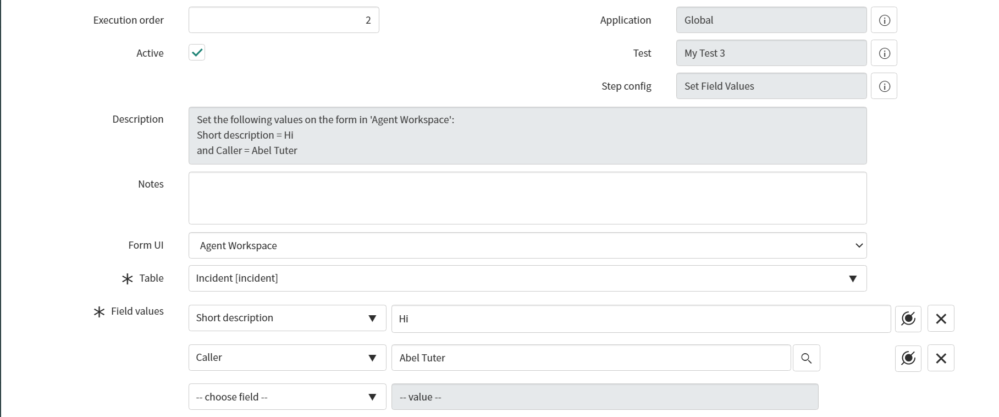 Execution order 2 Application Global
Active Test My Test 3
Step config Set Field Values
Description Set the following values on the form in 'Agent Workspace':
Short description = Hi
and Caller = Abel Tuter
Notes
Form UI Agent Workspace
Table Incident [incident]
Field values Short description Hi
Caller Abel Tuter
-- choose field -- -- value --